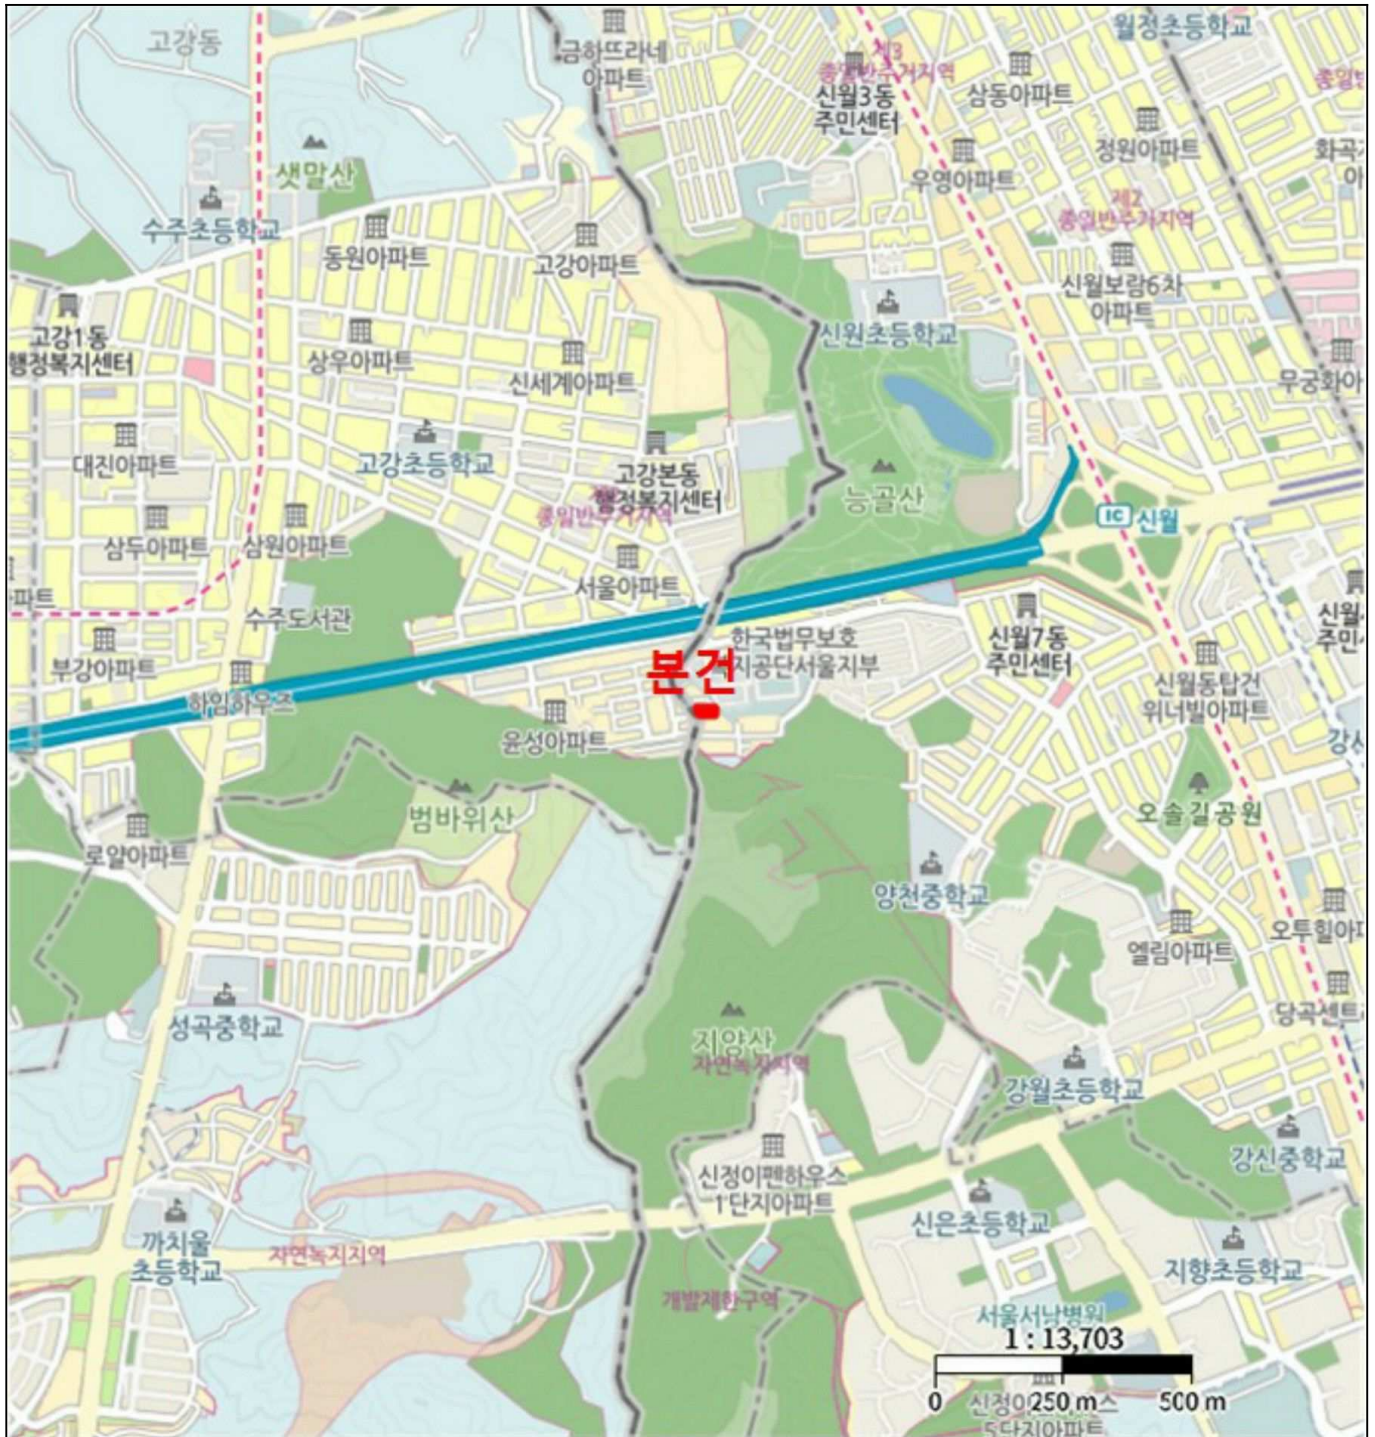 고강동
금하뜨라네
아파트
월정초등학교
제3
종일반주거지역
신월3동
주민센터
삼동아파트
정원아파트
우영아파트
제2
종일반주거지역
샛말산
수주초등학교
동원아파트
고강아파트
신월보람6차
아파트
고강1동
행정복지센터
상우아파트
신세계아파트
신원초등학교
대진아파트
고강초등학교
고강본동
행정복지센터
종일반주거지역
능골산
IC 신월
삼두아파트
삼원아파트
서울아파트
수주도서관
한국법무보호
지공단서울지부
신월7동
주민센터
부강아파트
본건
하임하우즈
신월동탑건
위너빌아파트
윤성아파트
범바위산
오솔길공원
로얄아파트
양천중학교
엘림아파트
성곡중학교
지양산
자연녹지지역
강월초등학교
강신중학교
신정이펜하우스
1단지아파트
신은초등학교
까치울
초등학교
자연녹지지역
지향초등학교
개발제한구역
서울서남병원
1 : 13,703
0 250 m 500 m
5단지아파트